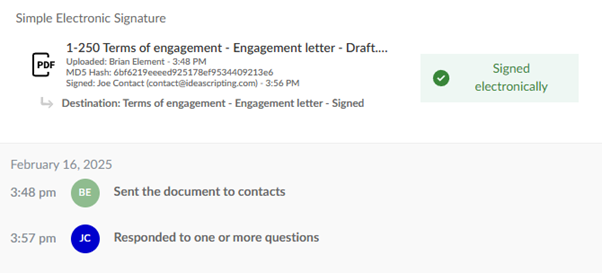 Simple Electronic Signature
PDF
1-250 Terms of engagement - Engagement letter - Draft....
Uploaded: Brian Element - 3:48 PM
MD5 Hash: 6bf6219eeeed925178ef9534409213e6
Signed: Joe Contact (contact@ideascripting.com) - 3:56 PM
Destination: Terms of engagement - Engagement letter - Signed
Signed
electronically
February 16, 2025
3:48 pm BE Sent the document to contacts
3:57 pm JC Responded to one or more questions